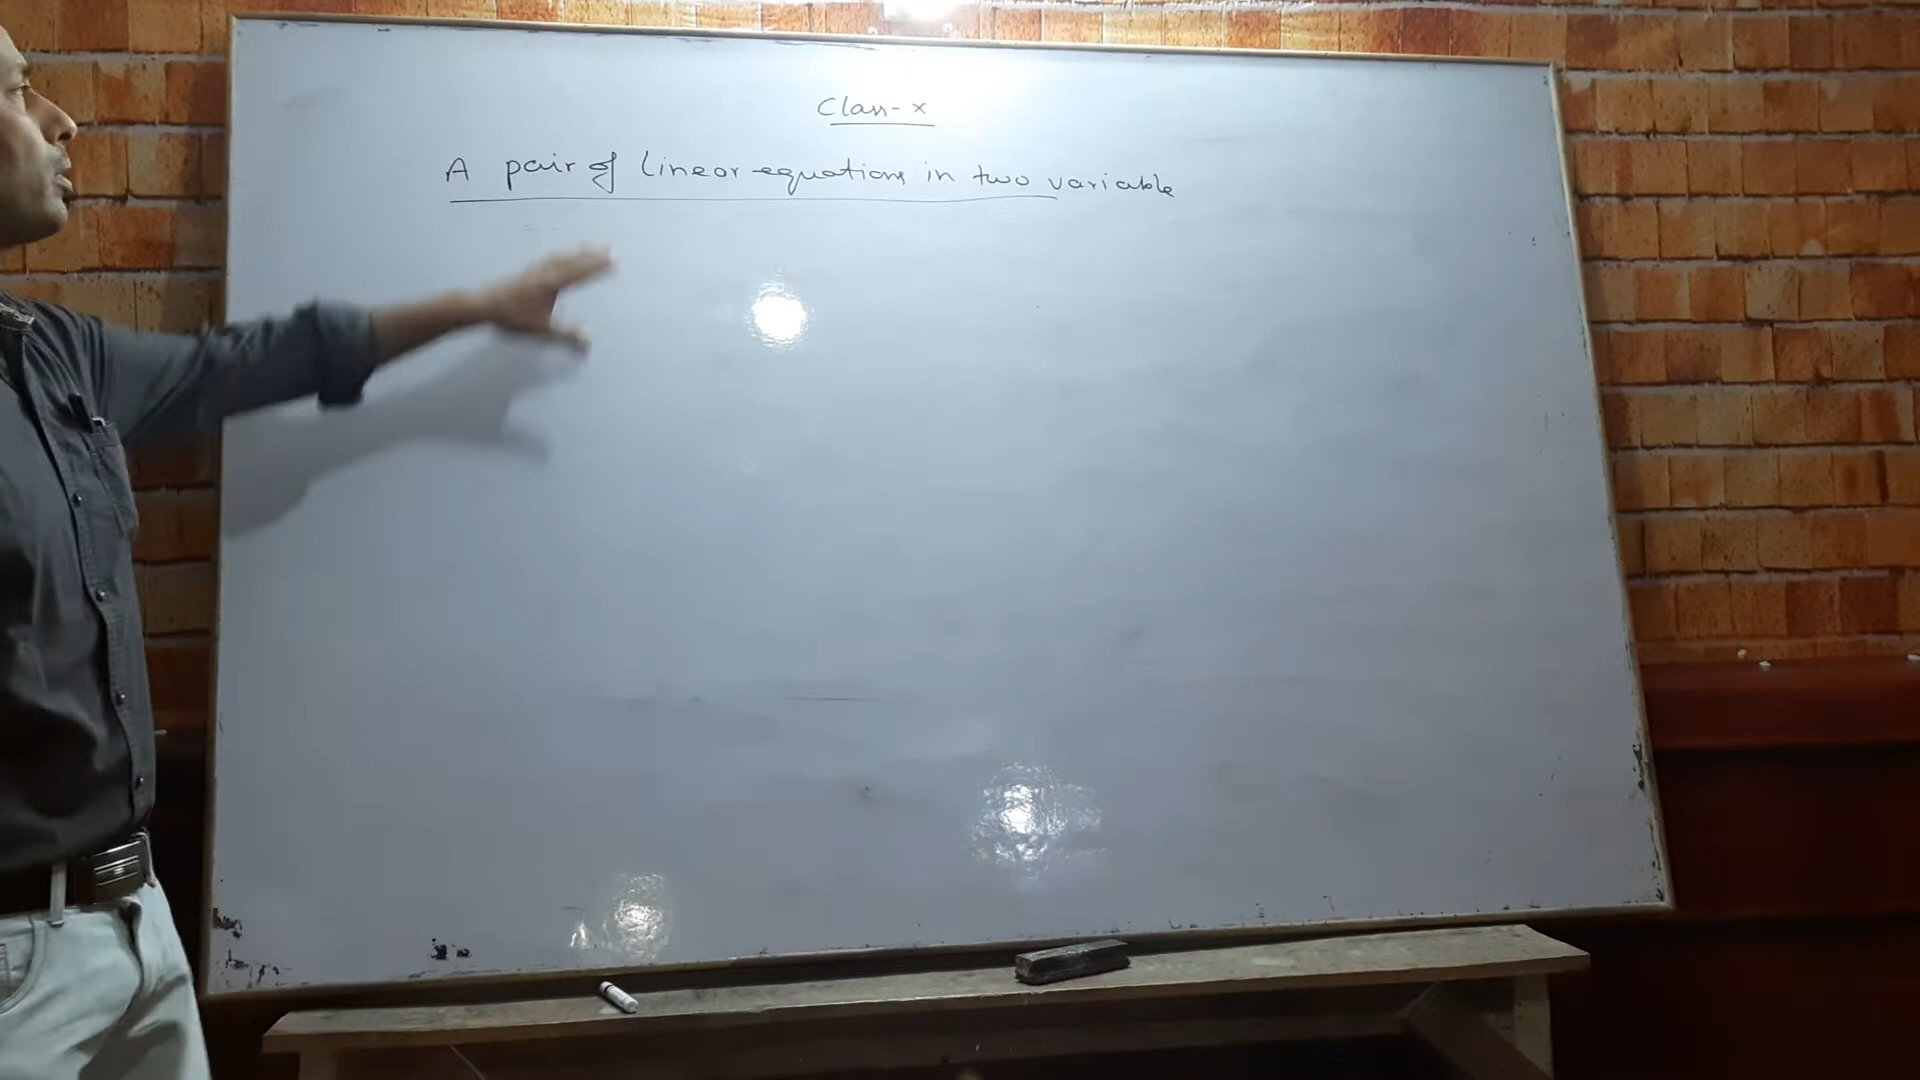 Class-x
A pair of linear equations in two variable